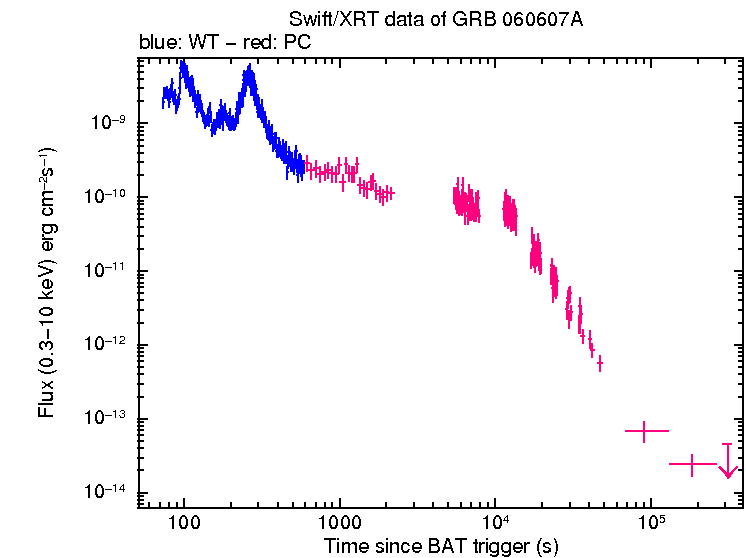 Swift/XRT data of GRB 060607A
blue: WT − red: PC
Flux (0.3−10 keV) erg cm⁻²s⁻¹)
10⁻⁹
10⁻¹⁰
10⁻¹¹
10⁻¹²
10⁻¹³
10⁻¹⁴
100 1000 10⁴ 10⁵
Time since BAT trigger (s)